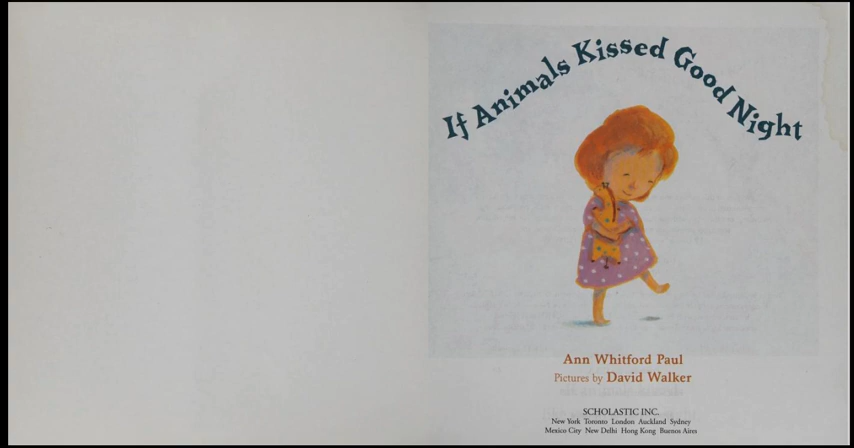 If Animals Kissed Good Night
Ann Whitford Paul
Pictures by David Walker
SCHOLASTIC INC.
New York Toronto London Auckland Sydney
Mexico City New Delhi Hong Kong Buenos Aires